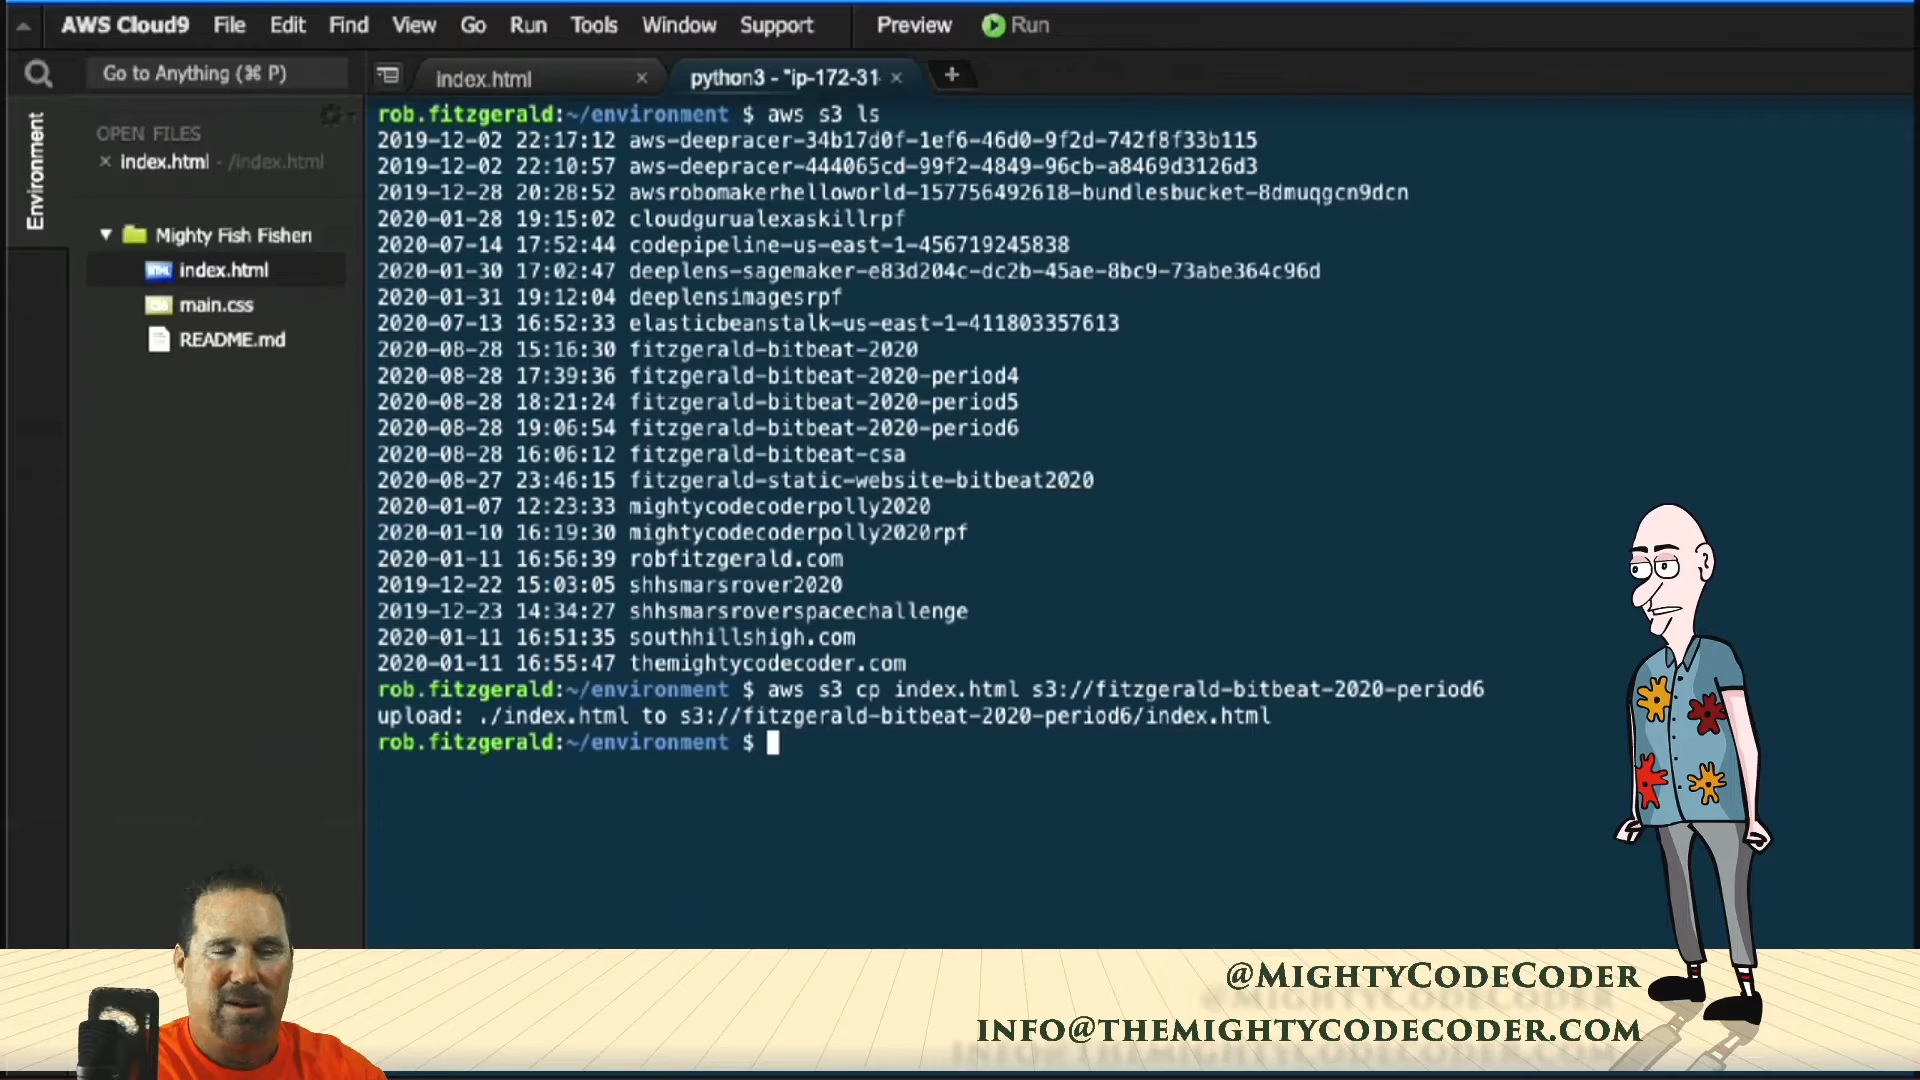 AWS Cloud9 File Edit Find View Go Run Tools Window Support Preview Run
Go to Anything (⌘ P) index.html × python3 - "ip-172-31- × +
Environment
OPEN FILES
× index.html - /index.html
▼ Mighty Fish Fishen
index.html
main.css
README.md
rob.fitzgerald:~/environment $ aws s3 ls
2019-12-02 22:17:12 aws-deepracer-34b17d0f-1ef6-46d0-9f2d-742f8f33b115
2019-12-02 22:10:57 aws-deepracer-444065cd-99f2-4849-96cb-a8469d3126d3
2019-12-28 20:28:52 awsrobomakerhelloworld-157756492618-bundlesbucket-8dmuqgcn9dcn
2020-01-28 19:15:02 cloudgurualexaskillrpf
2020-07-14 17:52:44 codepipeline-us-east-1-456719245838
2020-01-30 17:02:47 deeplens-sagemaker-e83d204c-dc2b-45ae-8bc9-73abe364c96d
2020-01-31 19:12:04 deeplensimagesrpf
2020-07-13 16:52:33 elasticbeanstalk-us-east-1-411803357613
2020-08-28 15:16:30 fitzgerald-bitbeat-2020
2020-08-28 17:39:36 fitzgerald-bitbeat-2020-period4
2020-08-28 18:21:24 fitzgerald-bitbeat-2020-period5
2020-08-28 19:06:54 fitzgerald-bitbeat-2020-period6
2020-08-28 16:06:12 fitzgerald-bitbeat-csa
2020-08-27 23:46:15 fitzgerald-static-website-bitbeat2020
2020-01-07 12:23:33 mightycodecoderpolly2020
2020-01-10 16:19:30 mightycodecoderpolly2020rpf
2020-01-11 16:56:39 robfitzgerald.com
2019-12-22 15:03:05 shhsmarsrover2020
2019-12-23 14:34:27 shhsmarsroverspacechallenge
2020-01-11 16:51:35 southhillshigh.com
2020-01-11 16:55:47 themightycodecoder.com
rob.fitzgerald:~/environment $ aws s3 cp index.html s3://fitzgerald-bitbeat-2020-period6
upload: ./index.html to s3://fitzgerald-bitbeat-2020-period6/index.html
rob.fitzgerald:~/environment $
@MightyCodeCoder
info@themightycodecoder.com